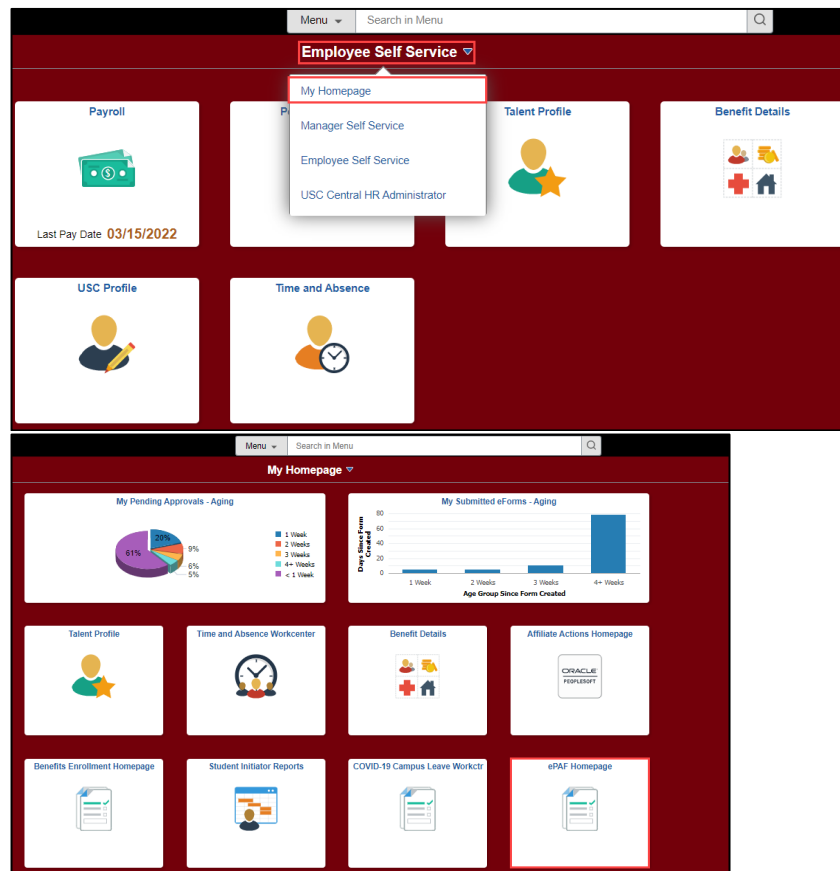 Menu
Search in Menu
Employee Self Service
My Homepage
Manager Self Service
Employee Self Service
USC Central HR Administrator
Payroll
Talent Profile
Benefit Details
Last Pay Date 03/15/2022
USC Profile
Time and Absence
Menu
Search in Menu
My Homepage
My Pending Approvals - Aging
20%
9%
6%
5%
61%
1 Week
2 Weeks
3 Weeks
4+ Weeks
< 1 Week
My Submitted eForms - Aging
Days Since Form
Created
80
60
40
20
0
1 Week
2 Weeks
3 Weeks
4+ Weeks
Age Group Since Form Created
Talent Profile
Time and Absence Workcenter
Benefit Details
Affiliate Actions Homepage
ORACLE
PEOPLESOFT
Benefits Enrollment Homepage
Student Initiator Reports
COVID-19 Campus Leave Workctr
ePAF Homepage